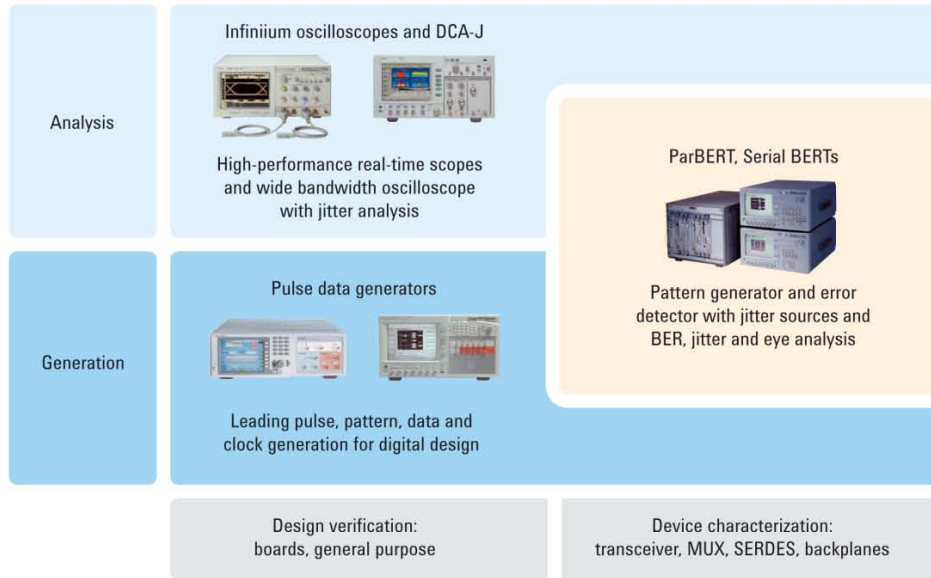 Analysis
Infiniium oscilloscopes and DCA-J
High-performance real-time scopes
and wide bandwidth oscilloscope
with jitter analysis
ParBERT, Serial BERTs
Pattern generator and error
detector with jitter sources and
BER, jitter and eye analysis
Generation
Pulse data generators
Leading pulse, pattern, data and
clock generation for digital design
Design verification:
boards, general purpose
Device characterization:
transceiver, MUX, SERDES, backplanes